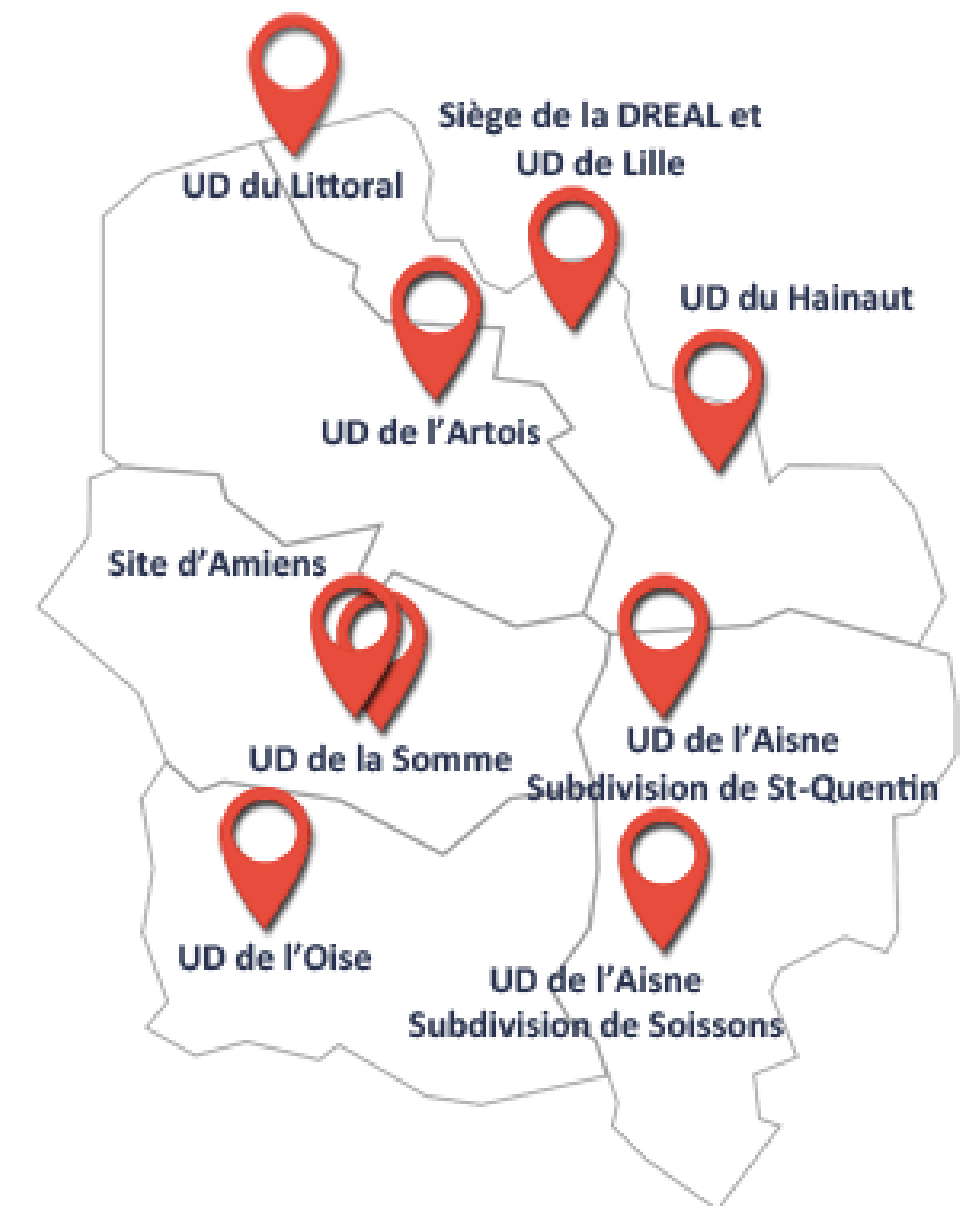 Siège de la DREAL et
UD de Lille
UD du Littoral
UD du Hainaut
UD de l’Artois
Site d’Amiens
UD de la Somme
UD de l’Aisne
Subdivision de St-Quentin
UD de l’Oise
UD de l’Aisne
Subdivision de Soissons